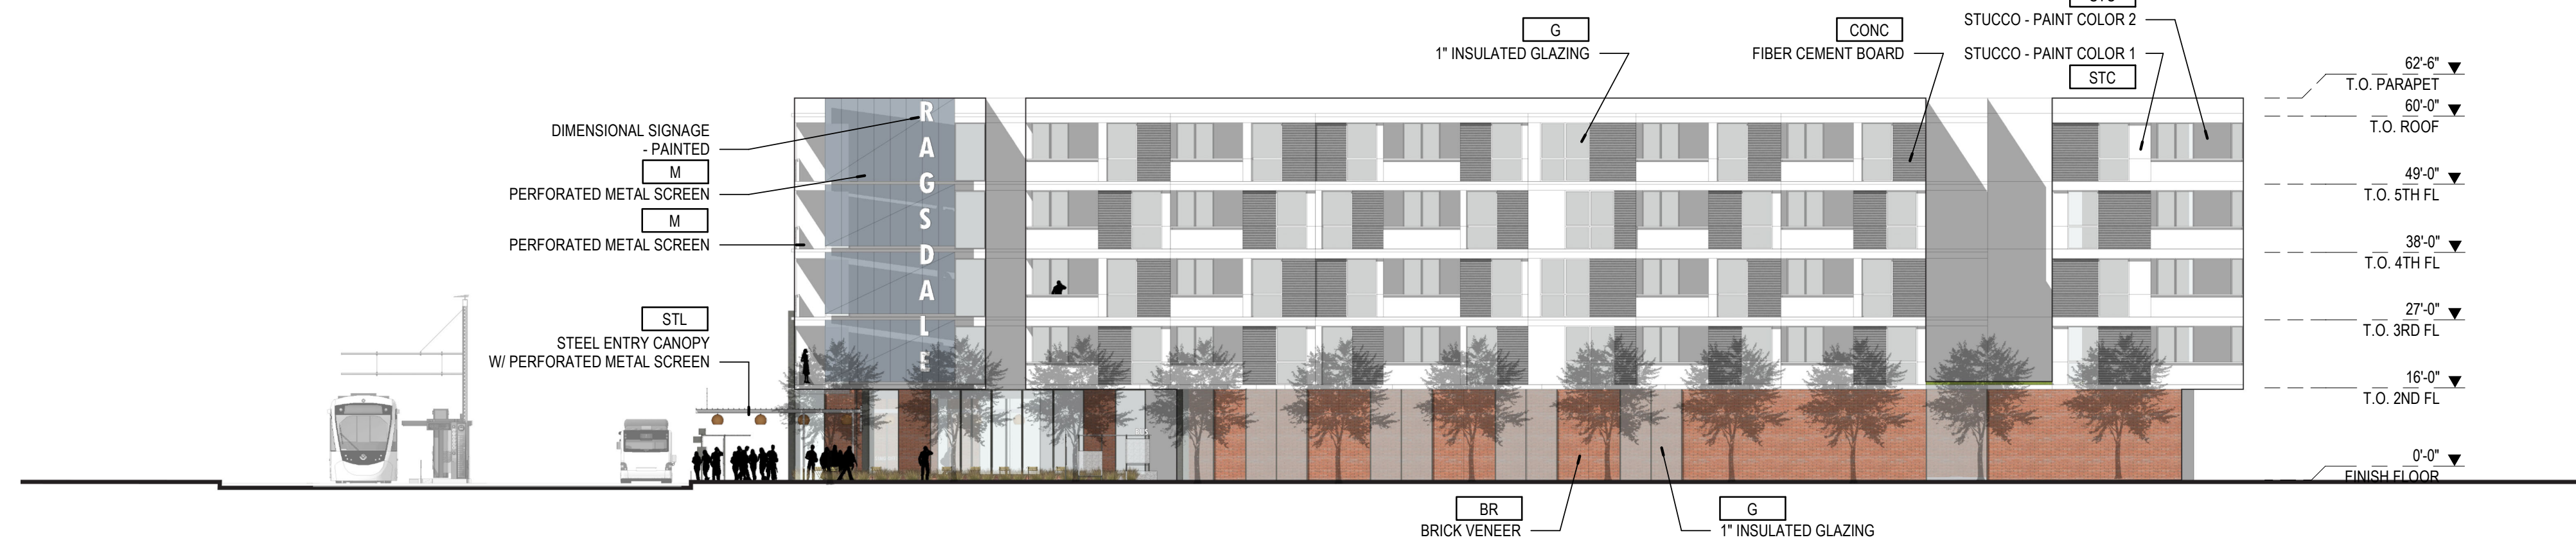 STUCCO - PAINT COLOR 2
G
1" INSULATED GLAZING
CONC
FIBER CEMENT BOARD
STUCCO - PAINT COLOR 1
STC
62'-6"
T.O. PARAPET
60'-0"
T.O. ROOF
49'-0"
T.O. 5TH FL
38'-0"
T.O. 4TH FL
27'-0"
T.O. 3RD FL
16'-0"
T.O. 2ND FL
0'-0"
FINISH FLOOR
DIMENSIONAL SIGNAGE
- PAINTED
M
PERFORATED METAL SCREEN
M
PERFORATED METAL SCREEN
STL
STEEL ENTRY CANOPY
W/ PERFORATED METAL SCREEN
RAGSDALE
BR
BRICK VENEER
G
1" INSULATED GLAZING